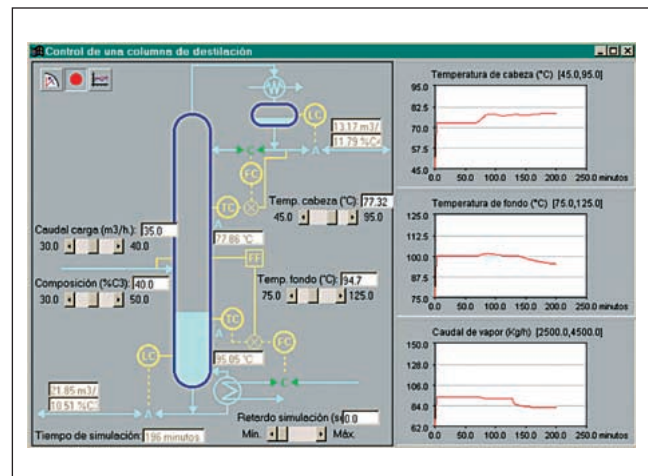 Control de una columna de destilación
LC
13.17 m3/
11.79 %C
C
A
FC
TC
Temp. cabeza (°C): 77.32
45.0 95.0
A
77.86 °C
Caudal carga (m3/h.): 35.0
30.0 40.0
FF
Composición (%C3): 40.0
30.0 50.0
Temp. fondo (°C): 94.7
75.0 125.0
TC
A
FC
95.05 °C
LC
C
21.85 m3/
10.51 %C
A
Retardo simulación (se 0.0
Mín. Máx.
Tiempo de simulación: 196 minutos
Temperatura de cabeza (°C) [45.0,95.0]
95.0
82.5
70.0
57.5
45.0
0.0 50.0 100.0 150.0 200.0 250.0 minutos
Temperatura de fondo (°C) [75.0,125.0]
125.0
112.5
100.0
87.5
75.0
0.0 50.0 100.0 150.0 200.0 250.0 minutos
Caudal de vapor (Kg/h) [2500.0,4500.0]
150.0
128.0
106.0
84.0
62.0
0.0 50.0 100.0 150.0 200.0 250.0 minutos